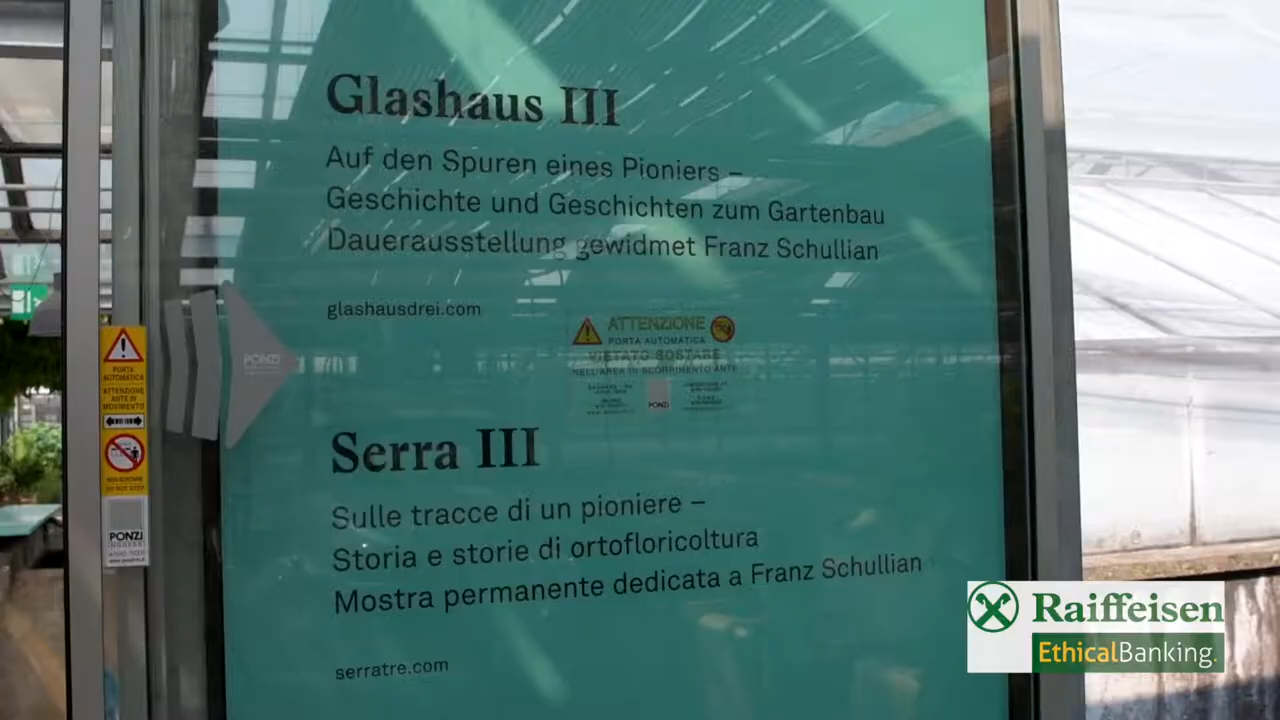 Glashaus III
Auf den Spuren eines Pioniers –
Geschichte und Geschichten zum Gartenbau
Dauerausstellung gewidmet Franz Schullian
glashausdrei.com
ATTENZIONE
PORTA AUTOMATICA
VIETATO SOSTARE
NELL'AREA DI SCORRIMENTO ANTE
PONZI
PONZI
Serra III
Sulle tracce di un pioniere –
Storia e storie di ortofloricoltura
Mostra permanente dedicata a Franz Schullian
serratre.com
PORTA
AUTOMATICA
ATTENZIONE
ANTE IN
MOVIMENTO
NON SOSTARE
DO NOT STEP
PONZI
Raiffeisen
EthicalBanking.